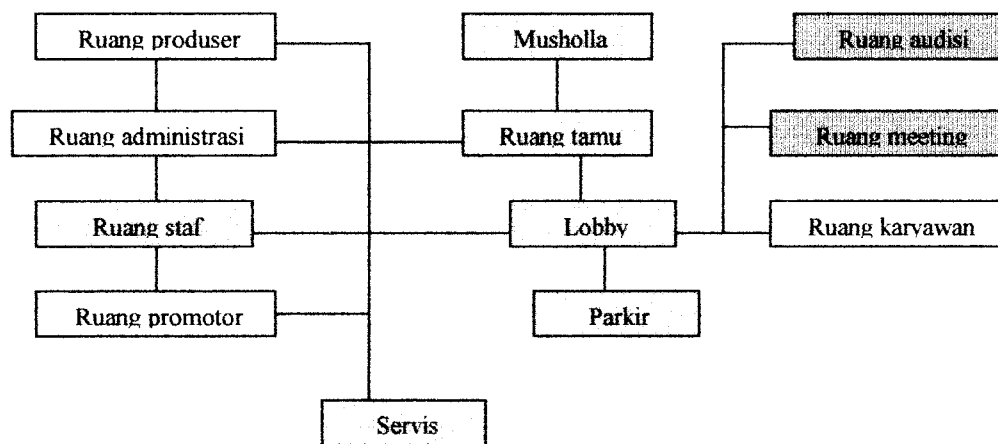 Ruang produser
Musholla
Ruang audisi
Ruang administrasi
Ruang tamu
Ruang meeting
Ruang staf
Lobby
Ruang karyawan
Ruang promotor
Parkir
Servis